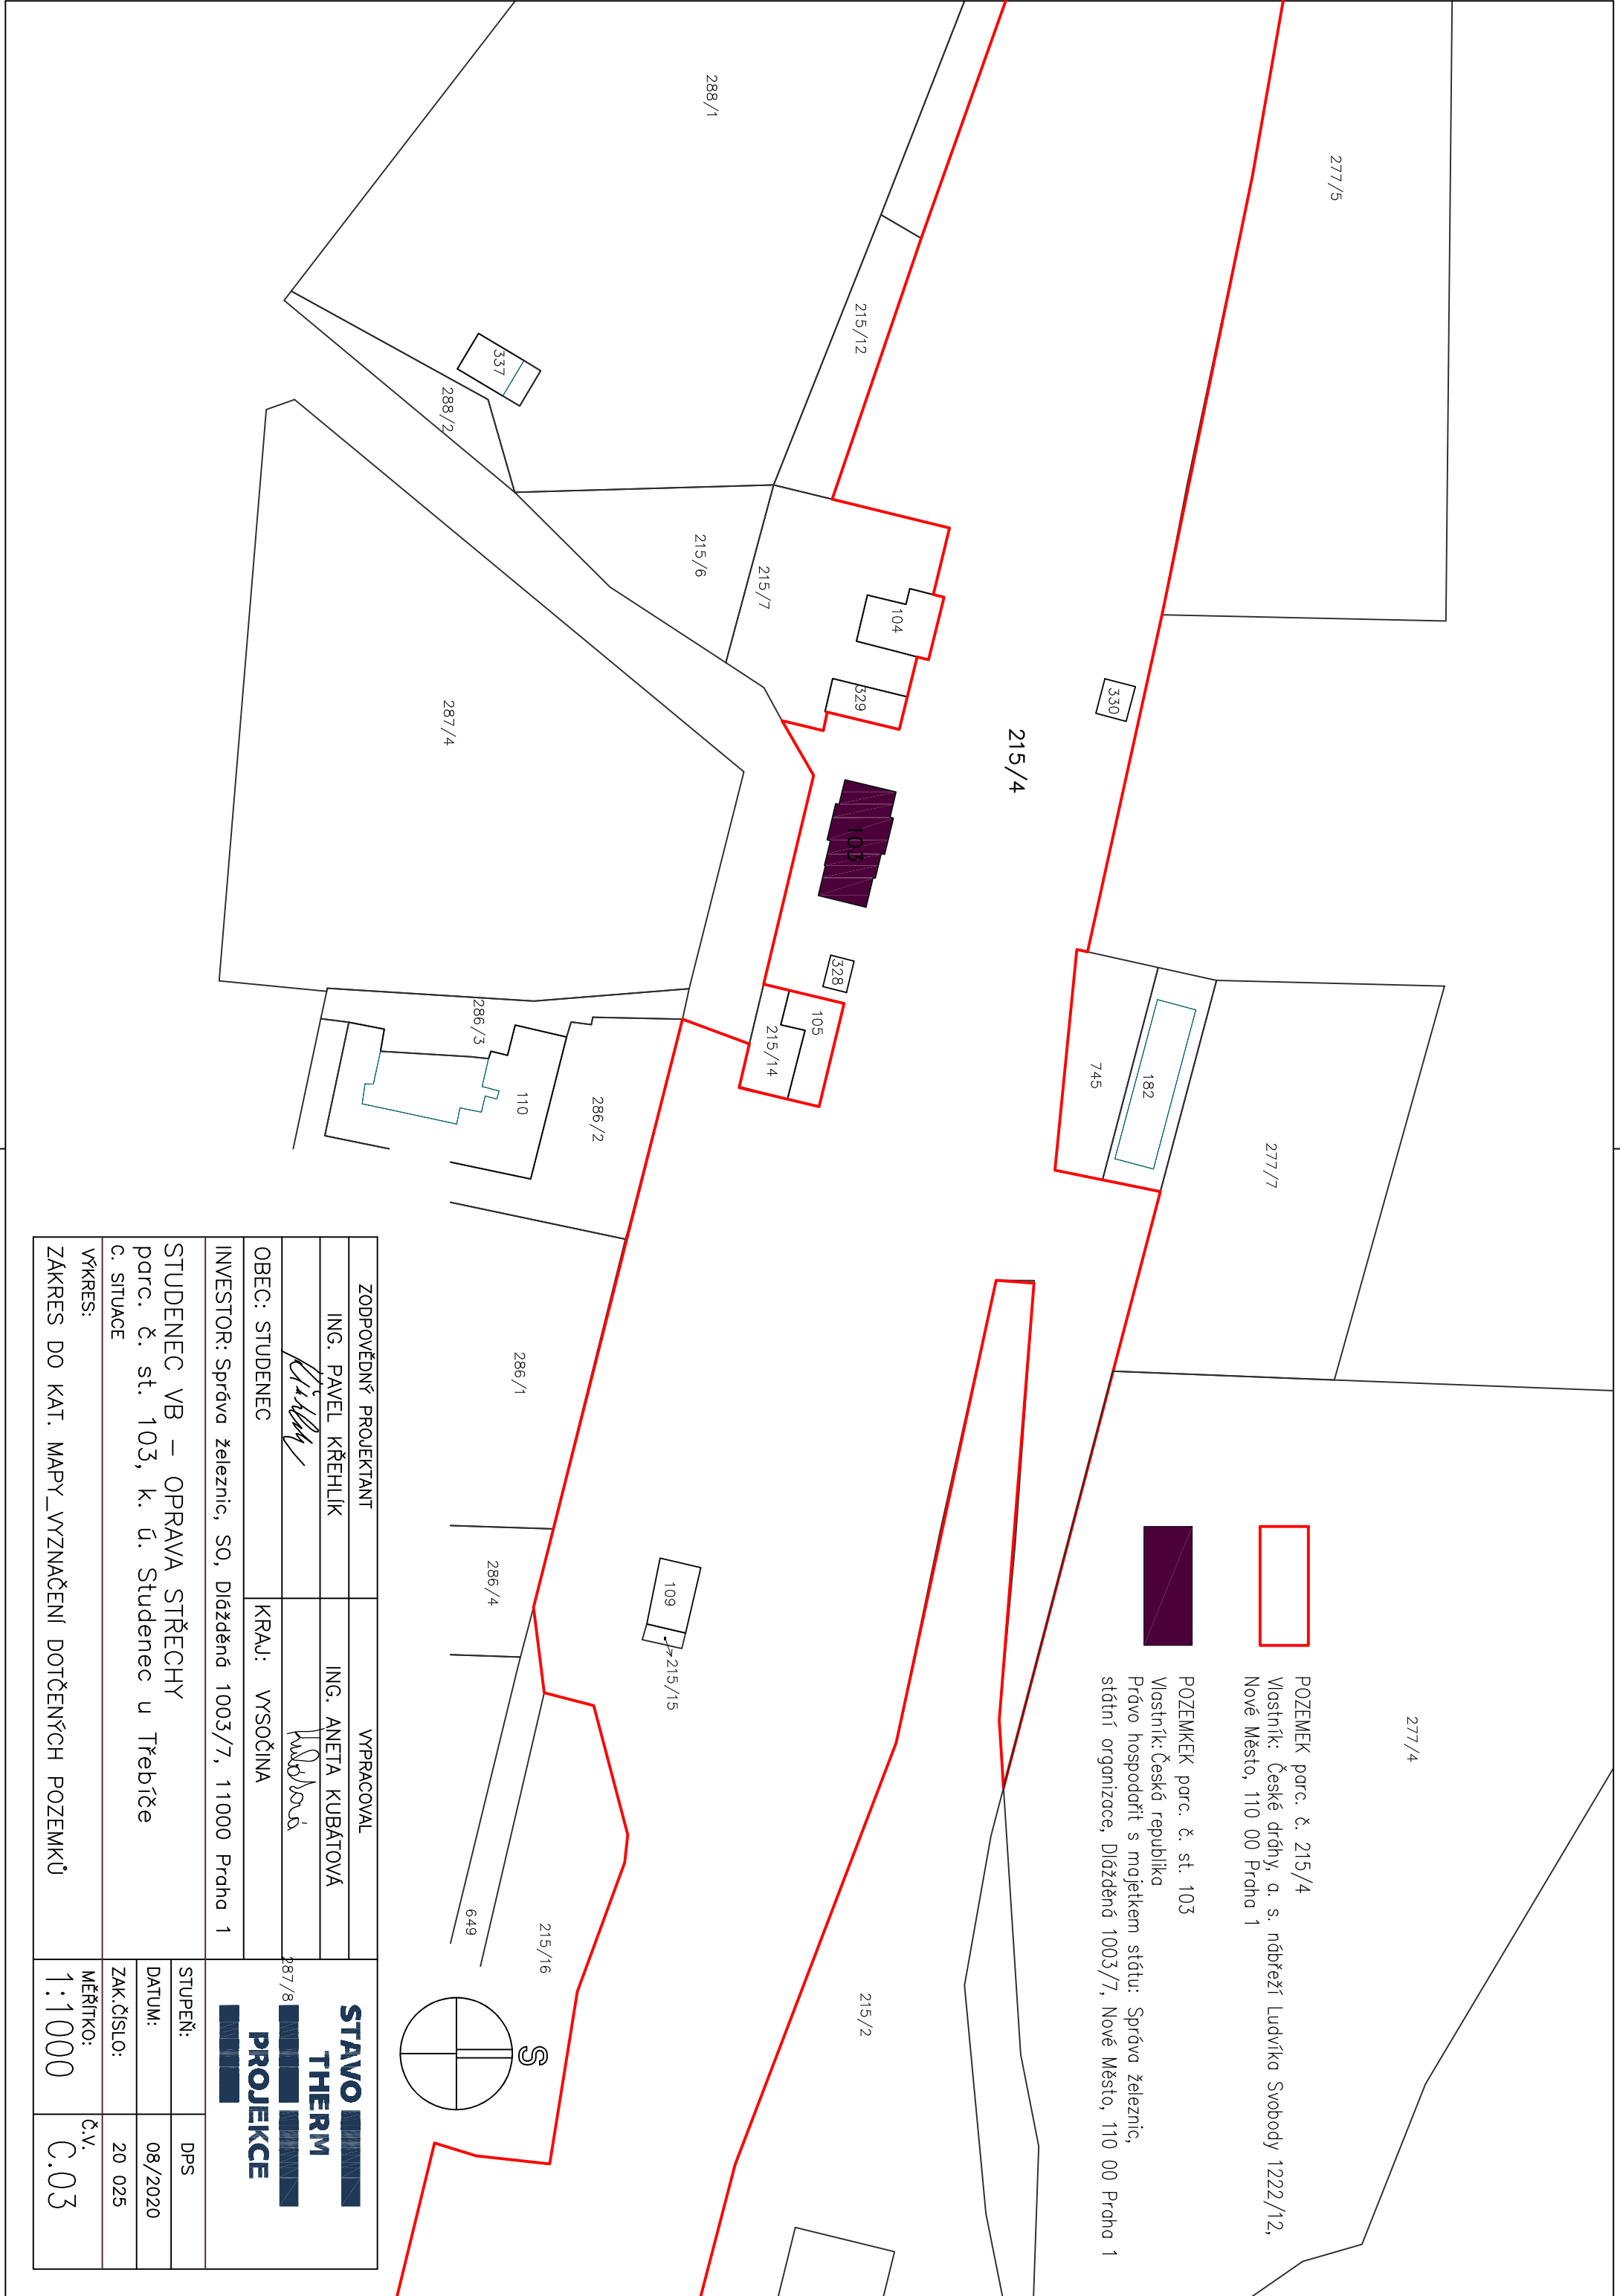 277/5
277/4
277/7
182
745
330
215/4
215/2
288/1
215/12
337
288/2
215/6
215/7
104
329
103
328
105
215/14
287/4
286/3
110
286/2
286/1
286/4
109
215/15
649
215/16
287/8
S
POZEMEK parc. č. 215/4
Vlastník: České dráhy, a. s. nábřeží Ludvíka Svobody 1222/12,
Nové Město, 110 00 Praha 1
POZEMKEK parc. č. st. 103
Vlastník: Česká republika
Právo hospodařit s majetkem státu: Správa železnic,
státní organizace, Dlážděná 1003/7, Nové Město, 110 00 Praha 1
ZODPOVĚDNÝ PROJEKTANT
VYPRACOVAL
ING. PAVEL KŘEHLÍK
ING. ANETA KUBÁTOVÁ
OBEC: STUDENEC
KRAJ: VYSOČINA
INVESTOR: Správa železnic, SO, Dlážděná 1003/7, 11000 Praha 1
STUDENEC VB – OPRAVA STŘECHY
parc. č. st. 103, k. ú. Studenec u Třebíče
C. SITUACE
VÝKRES:
ZÁKRES DO KAT. MAPY_VYZNAČENÍ DOTČENÝCH POZEMKŮ
STAVO
THERM
PROJEKCE
STUPEŇ: DPS
DATUM: 08/2020
ZAK.ČÍSLO: 20 025
MĚŘÍTKO:
1:1000
Č.V.
C.03